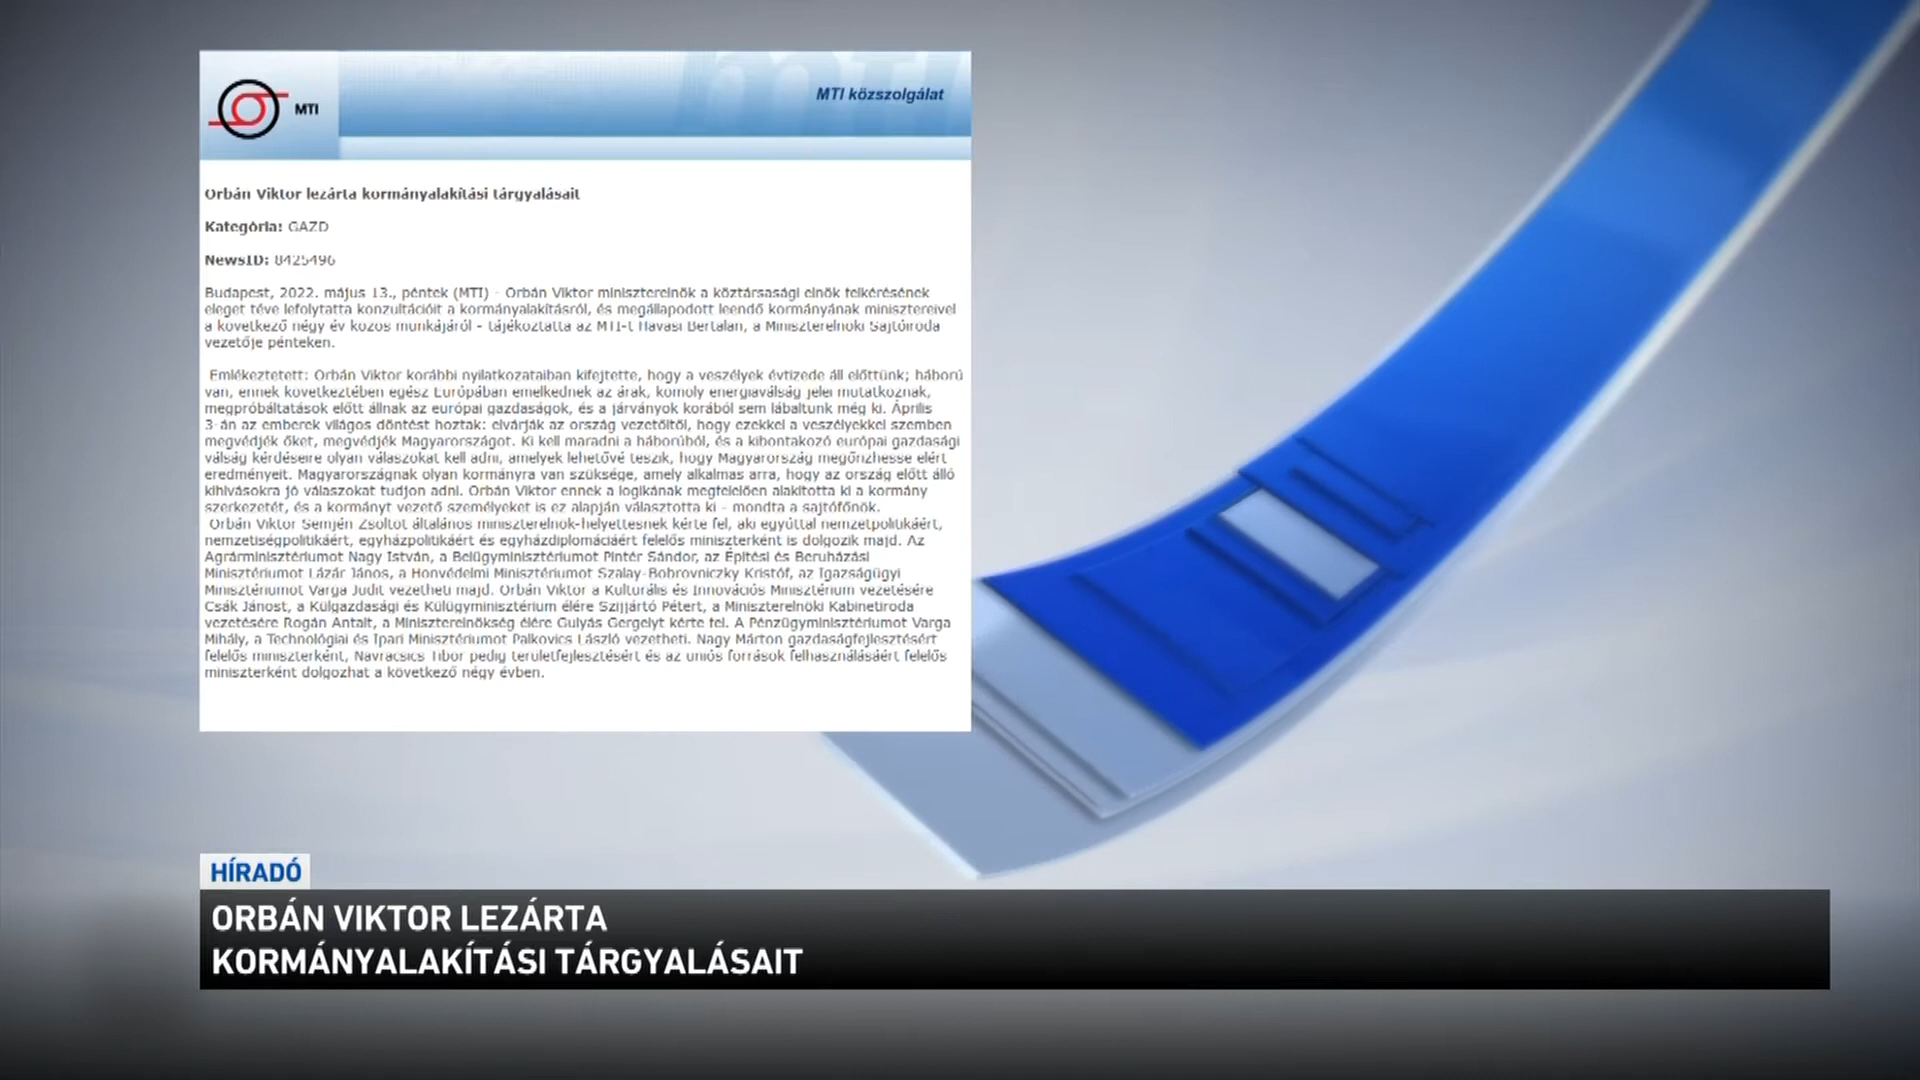 MTI
MTI közszolgálat
Orbán Viktor lezárta kormányalakítási tárgyalásait
Kategória: GAZD
NewsID: 8425496
Budapest, 2022. május 13., péntek (MTI) - Orbán Viktor miniszterelnök a köztársasági elnök felkérésének
eleget téve lefolytatta konzultációit a kormányalakításról, és megállapodott leendő kormányának minisztereivel
a következő négy év közös munkájáról - tájékoztatta az MTI-t Havasi Bertalan, a Miniszterelnöki Sajtóiroda
vezetője pénteken.
Emlékeztetett: Orbán Viktor korábbi nyilatkozataiban kifejtette, hogy a veszélyek évtizede áll előttünk; háború
van, ennek következtében egész Európában emelkednek az árak, komoly energiaválság jelei mutatkoznak,
megpróbáltatások előtt állnak az európai gazdaságok, és a járványok korából sem lábaltunk még ki. Április
3-án az emberek világos döntést hoztak: elvárják az ország vezetőitől, hogy ezekkel a veszélyekkel szemben
megvédjék őket, megvédjék Magyarországot. Ki kell maradni a háborúból, és a kibontakozó európai gazdasági
válság kérdéseire olyan válaszokat kell adni, amelyek lehetővé teszik, hogy Magyarország megőrizhesse elért
eredményeit. Magyarországnak olyan kormányra van szüksége, amely alkalmas arra, hogy az ország előtt álló
kihívásokra jó válaszokat tudjon adni. Orbán Viktor ennek a logikának megfelelően alakította ki a kormány
szerkezetét, és a kormányt vezető személyeket is ez alapján választotta ki - mondta a sajtófőnök.
Orbán Viktor Semjén Zsoltot általános miniszterelnök-helyettesnek kérte fel, aki egyúttal nemzetpolitikáért,
nemzetiségpolitikáért, egyházpolitikáért és egyházdiplomáciáért felelős miniszterként is dolgozik majd. Az
Agrárminisztériumot Nagy István, a Belügyminisztériumot Pintér Sándor, az Építési és Beruházási
Minisztériumot Lázár János, a Honvédelmi Minisztériumot Szalay-Bobrovniczky Kristóf, az Igazságügyi
Minisztériumot Varga Judit vezetheti majd. Orbán Viktor a Kulturális és Innovációs Minisztérium vezetésére
Csák Jánost, a Külgazdasági és Külügyminisztérium élére Szijjártó Pétert, a Miniszterelnöki Kabinetiroda
vezetésére Rogán Antalt, a Miniszterelnökség élére Gulyás Gergelyt kérte fel. A Pénzügyminisztériumot Varga
Mihály, a Technológiai és Ipari Minisztériumot Palkovics László vezetheti. Nagy Márton gazdaságfejlesztésért
felelős miniszterként, Navracsics Tibor pedig területfejlesztésért és az uniós források felhasználásáért felelős
miniszterként dolgozhat a következő négy évben.
HÍRADÓ
ORBÁN VIKTOR LEZÁRTA
KORMÁNYALAKÍTÁSI TÁRGYALÁSAIT